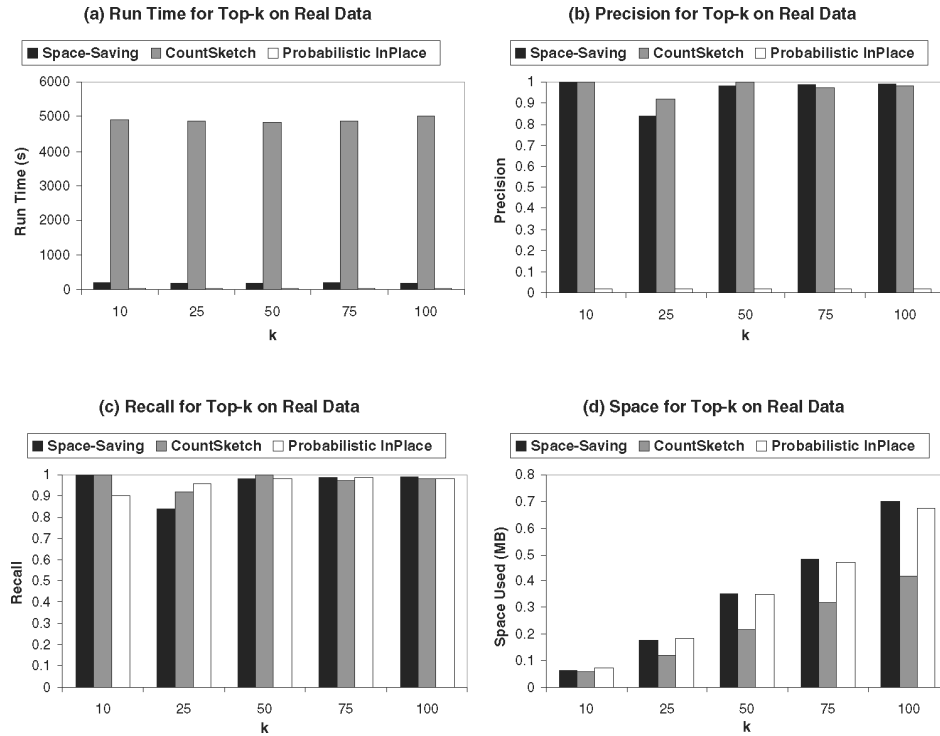 (a) Run Time for Top-k on Real Data
Space-Saving CountSketch Probabilistic InPlace
6000
5000
4000
3000
2000
1000
0
Run Time (s)
10 25 50 75 100
k
(b) Precision for Top-k on Real Data
Space-Saving CountSketch Probabilistic InPlace
1
0.9
0.8
0.7
0.6
0.5
0.4
0.3
0.2
0.1
0
Precision
10 25 50 75 100
k
(c) Recall for Top-k on Real Data
Space-Saving CountSketch Probabilistic InPlace
1
0.9
0.8
0.7
0.6
0.5
0.4
0.3
0.2
0.1
0
Recall
10 25 50 75 100
k
(d) Space for Top-k on Real Data
Space-Saving CountSketch Probabilistic InPlace
0.8
0.7
0.6
0.5
0.4
0.3
0.2
0.1
0
Space Used (MB)
10 25 50 75 100
k